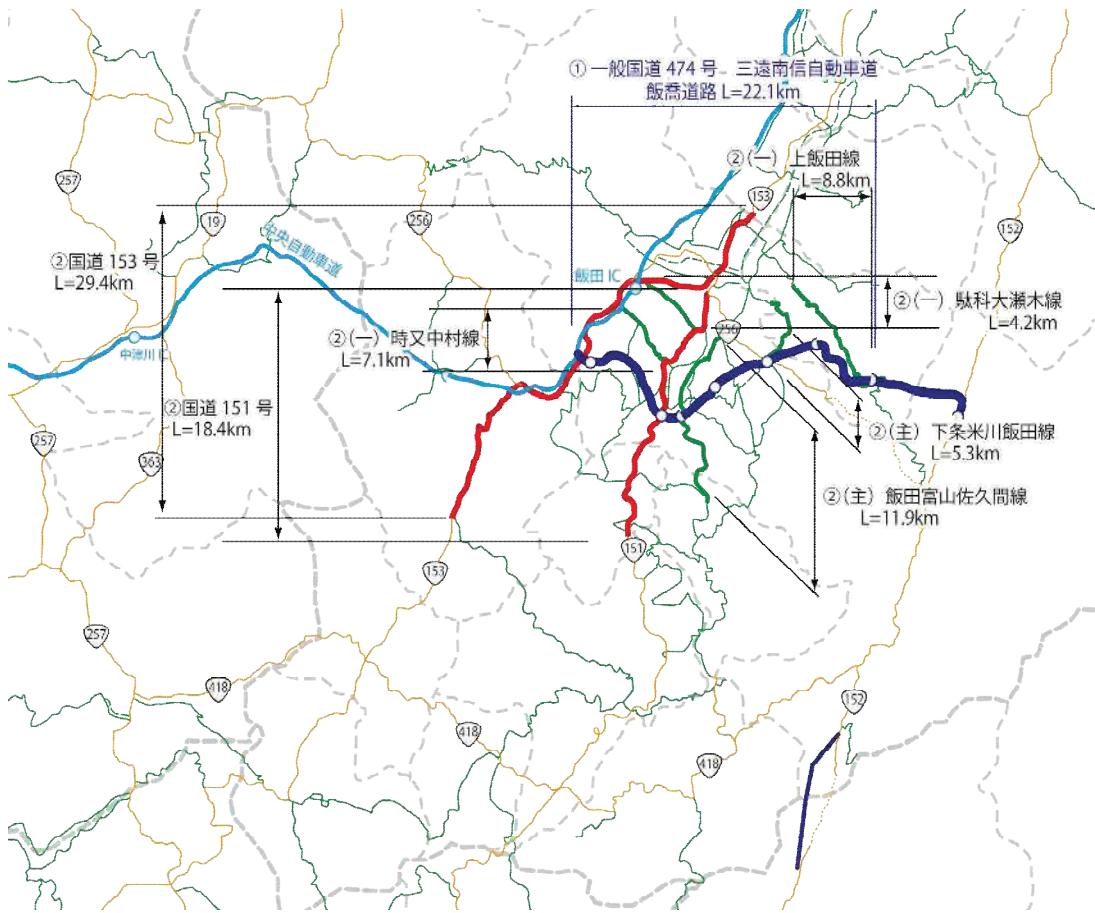 ① 一般国道 474 号　三遠南信自動車道
飯喬道路 L=22.1km
②(一) 上飯田線
L=8.8km
153
257
19
256
152
中央自動車道
②国道 153 号
L=29.4km
飯田 IC
②(一) 駄科大瀬木線
L=4.2km
②(一) 時又中村線
L=7.1km
256
中津川 IC
②国道 151 号
L=18.4km
②(主) 下条米川飯田線
L=5.3km
257
363
②(主) 飯田富山佐久間線
L=11.9km
151
153
257
418
152
418
418